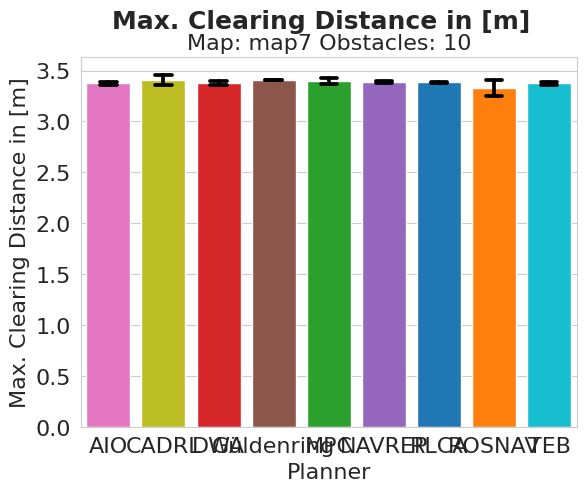 Max. Clearing Distance in [m]
Map: map7 Obstacles: 10
Max. Clearing Distance in [m]
3.5
3.0
2.5
2.0
1.5
1.0
0.5
0.0
AIO CADRL DWA Guldenring MPC NAVREP RLCA ROSNAV TEB
Planner